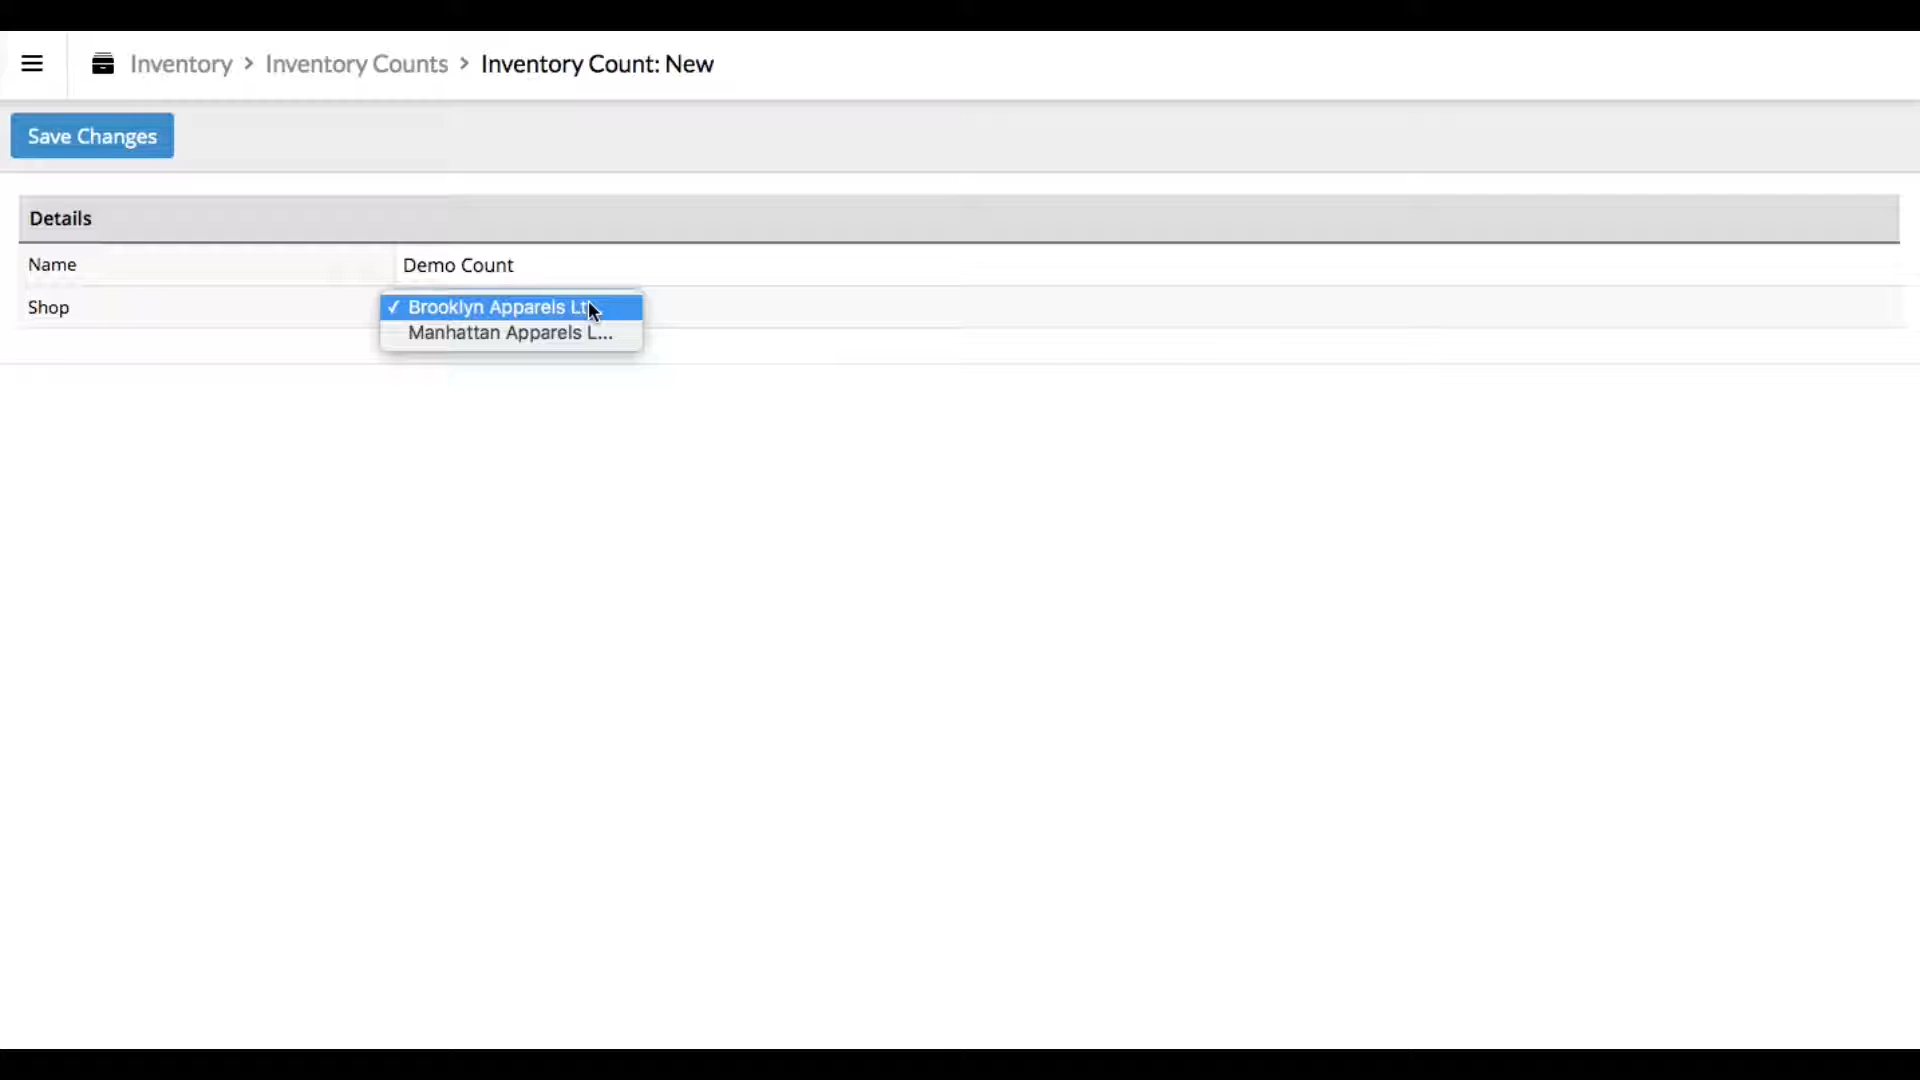 Inventory > Inventory Counts > Inventory Count: New
Save Changes
Details
Name Demo Count
Shop ✓ Brooklyn Apparels Lt
Manhattan Apparels L...